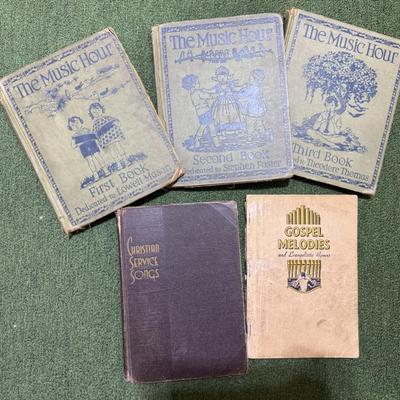 The Music Hour
First Book
Dedicated to Lowell Mason
The Music Hour
Second Book
Dedicated to Stephen Foster
The Music Hour
Third Book
Theodore Thomas
CHRISTIAN
SERVICE
SONGS
GOSPEL
MELODIES
and Evangelistic Hymns